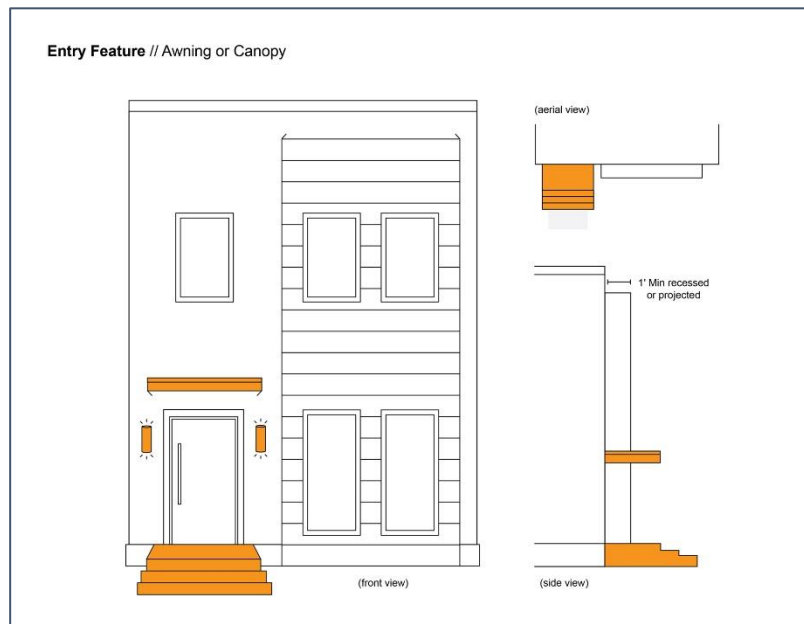 Entry Feature // Awning or Canopy
(aerial view)
1' Min recessed
or projected
(front view)
(side view)